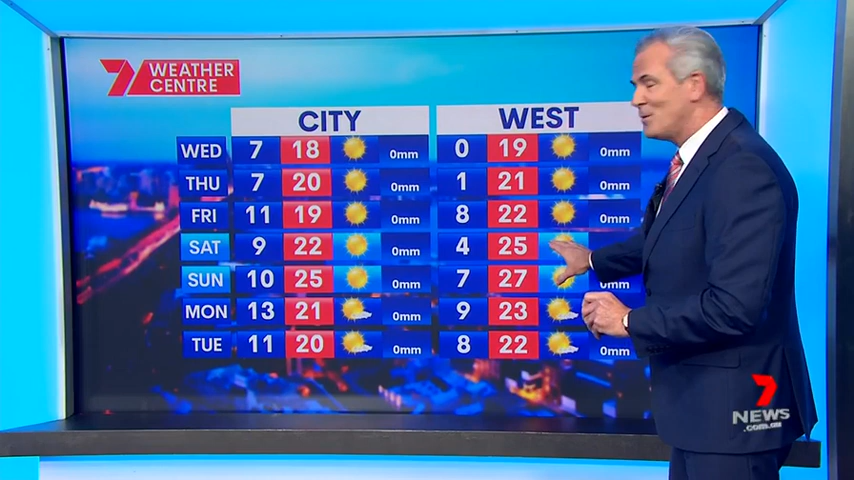 7 WEATHER
CENTRE
CITY WEST
WED 7 18 0mm 0 19 0mm
THU 7 20 0mm 1 21 0mm
FRI 11 19 0mm 8 22 0mm
SAT 9 22 0mm 4 25
SUN 10 25 0mm 7 27
MON 13 21 0mm 9 23
TUE 11 20 0mm 8 22 0mm
7
NEWS
.com.au